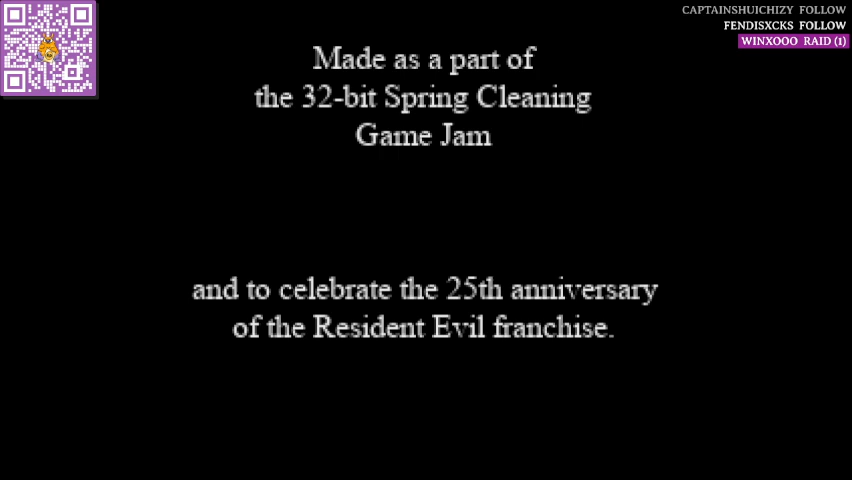 CAPTAINSHUICHIZY FOLLOW
FENDISXCKS FOLLOW
WINXOOO RAID (1)
Made as a part of
the 32-bit Spring Cleaning
Game Jam
and to celebrate the 25th anniversary
of the Resident Evil franchise.